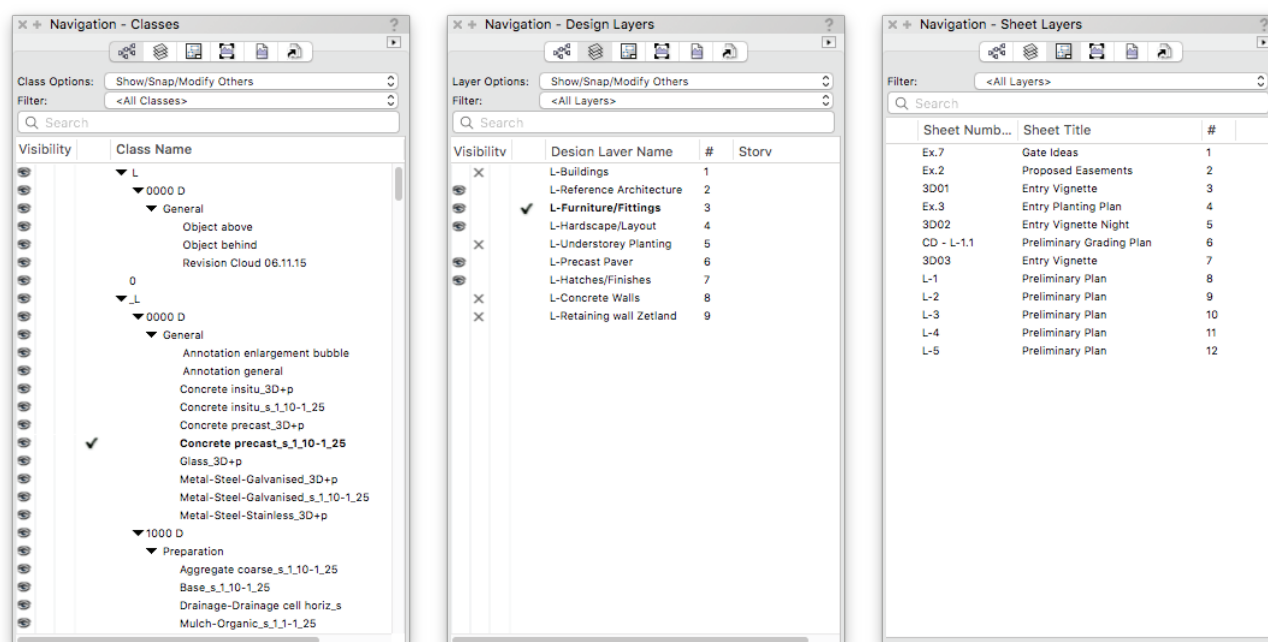 Navigation - Classes
?
Class Options: Show/Snap/Modify Others
Filter: <All Classes>
Search
Visibility Class Name
L
0000 D
General
Object above
Object behind
Revision Cloud 06.11.15
0
_L
0000 D
General
Annotation enlargement bubble
Annotation general
Concrete insitu_3D+p
Concrete insitu_s_1_10-1_25
Concrete precast_3D+p
Concrete precast_s_1_10-1_25
Glass_3D+p
Metal-Steel-Galvanised_3D+p
Metal-Steel-Galvanised_s_1_10-1_25
Metal-Steel-Stainless_3D+p
1000 D
Preparation
Aggregate coarse_s_1_10-1_25
Base_s_1_10-1_25
Drainage-Drainage cell horiz_s
Mulch-Organic_s_1_1-1_25
Navigation - Design Layers
?
Layer Options: Show/Snap/Modify Others
Filter: <All Layers>
Search
Visibility Design Layer Name # Story
L-Buildings 1
L-Reference Architecture 2
L-Furniture/Fittings 3
L-Hardscape/Layout 4
L-Understorey Planting 5
L-Precast Paver 6
L-Hatches/Finishes 7
L-Concrete Walls 8
L-Retaining wall Zetland 9
Navigation - Sheet Layers
?
Filter: <All Layers>
Search
Sheet Numb... Sheet Title #
Ex.7 Gate Ideas 1
Ex.2 Proposed Easements 2
3D01 Entry Vignette 3
Ex.3 Entry Planting Plan 4
3D02 Entry Vignette Night 5
CD - L-1.1 Preliminary Grading Plan 6
3D03 Entry Vignette 7
L-1 Preliminary Plan 8
L-2 Preliminary Plan 9
L-3 Preliminary Plan 10
L-4 Preliminary Plan 11
L-5 Preliminary Plan 12